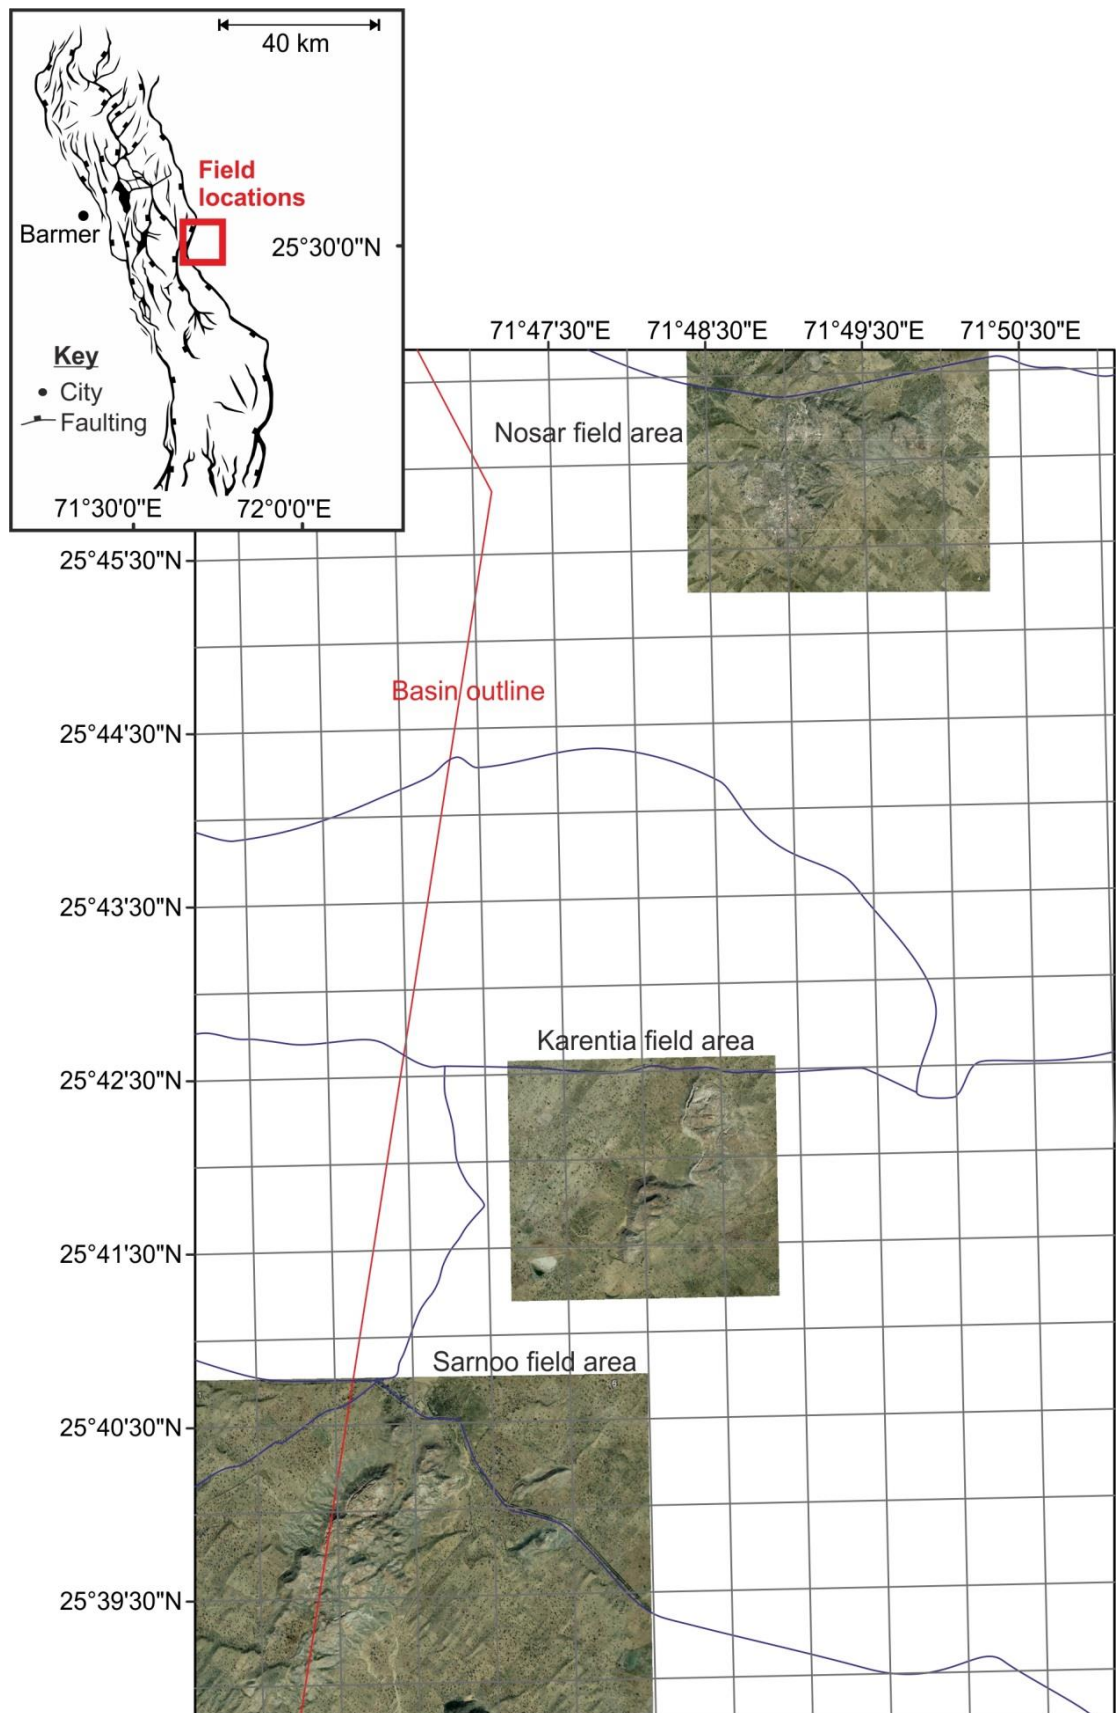 40 km
Field
locations
Barmer
25°30'0"N
Key
City
Faulting
71°30'0"E
72°0'0"E
71°47'30"E
71°48'30"E
71°49'30"E
71°50'30"E
Nosar field area
25°45'30"N
Basin outline
25°44'30"N
25°43'30"N
Karentia field area
25°42'30"N
25°41'30"N
Sarnoo field area
25°40'30"N
25°39'30"N